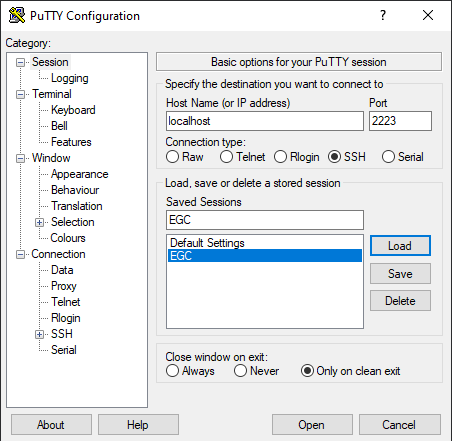 PuTTY Configuration
?
Category:
Session
Logging
Terminal
Keyboard
Bell
Features
Window
Appearance
Behaviour
Translation
Selection
Colours
Connection
Data
Proxy
Telnet
Rlogin
SSH
Serial
Basic options for your PuTTY session
Specify the destination you want to connect to
Host Name (or IP address) Port
localhost 2223
Connection type:
Raw Telnet Rlogin SSH Serial
Load, save or delete a stored session
Saved Sessions
EGC
Default Settings
EGC
Load
Save
Delete
Close window on exit:
Always Never Only on clean exit
About Help Open Cancel